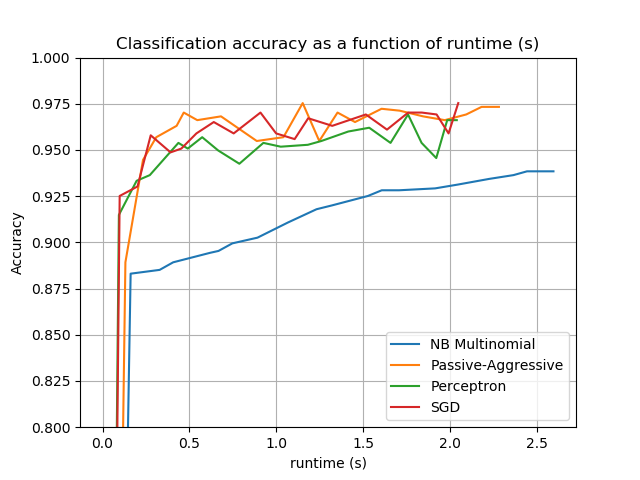 Classification accuracy as a function of runtime (s)
1.000
0.975
0.950
0.925
0.900
0.875
0.850
0.825
0.800
Accuracy
NB Multinomial
Passive-Aggressive
Perceptron
SGD
0.0 0.5 1.0 1.5 2.0 2.5
runtime (s)